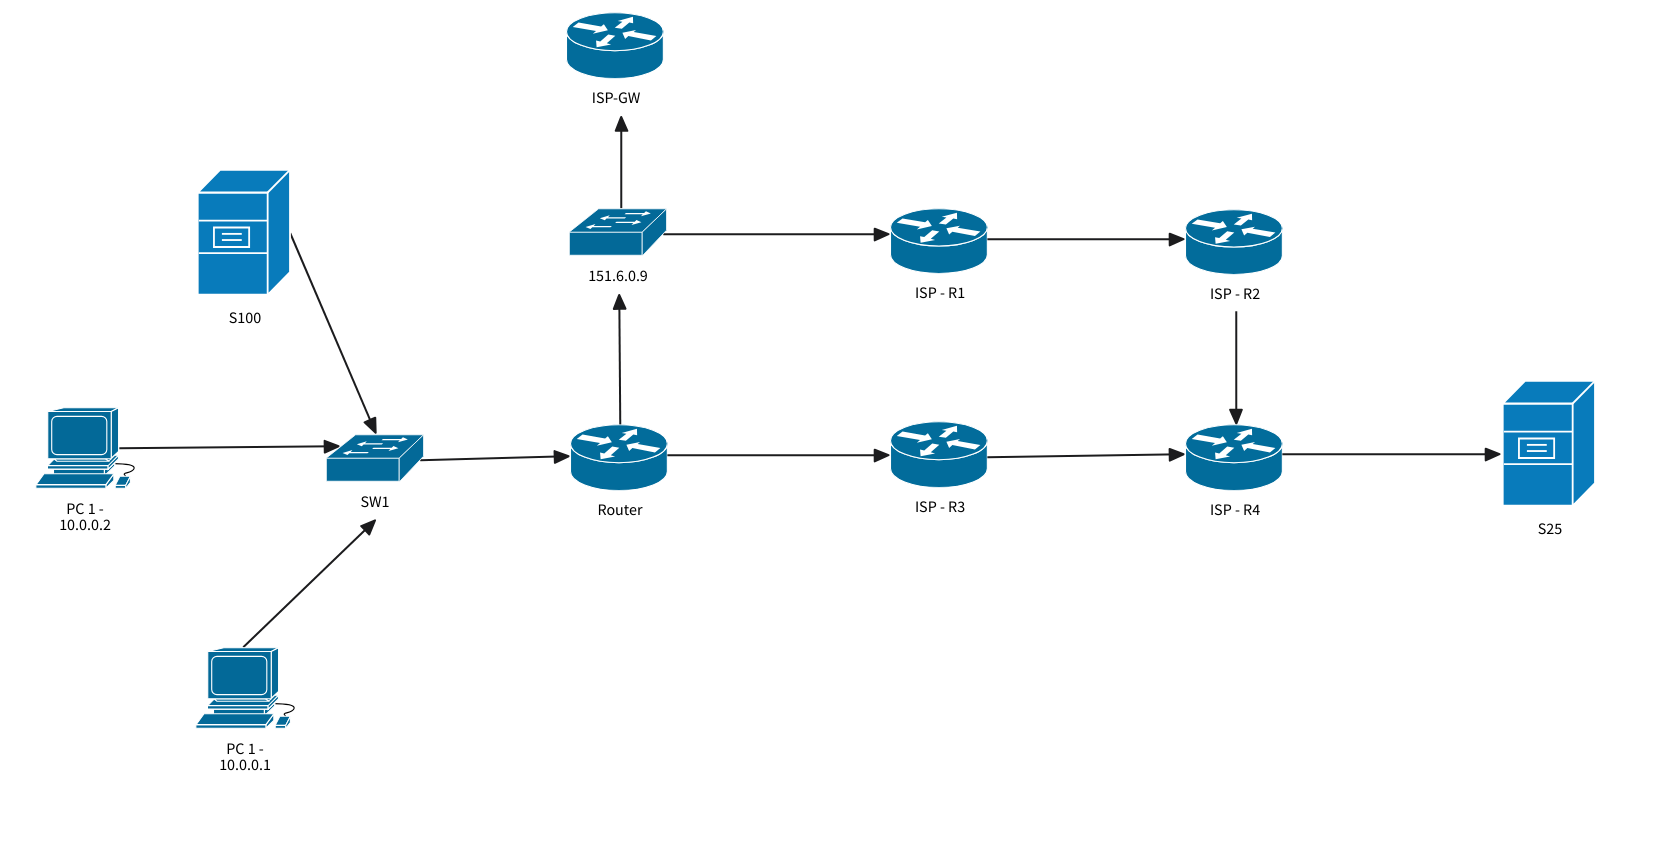 ISP-GW
151.6.0.9
ISP - R1
ISP - R2
S100
PC 1 -
10.0.0.2
SW1
Router
ISP - R3
ISP - R4
S25
PC 1 -
10.0.0.1